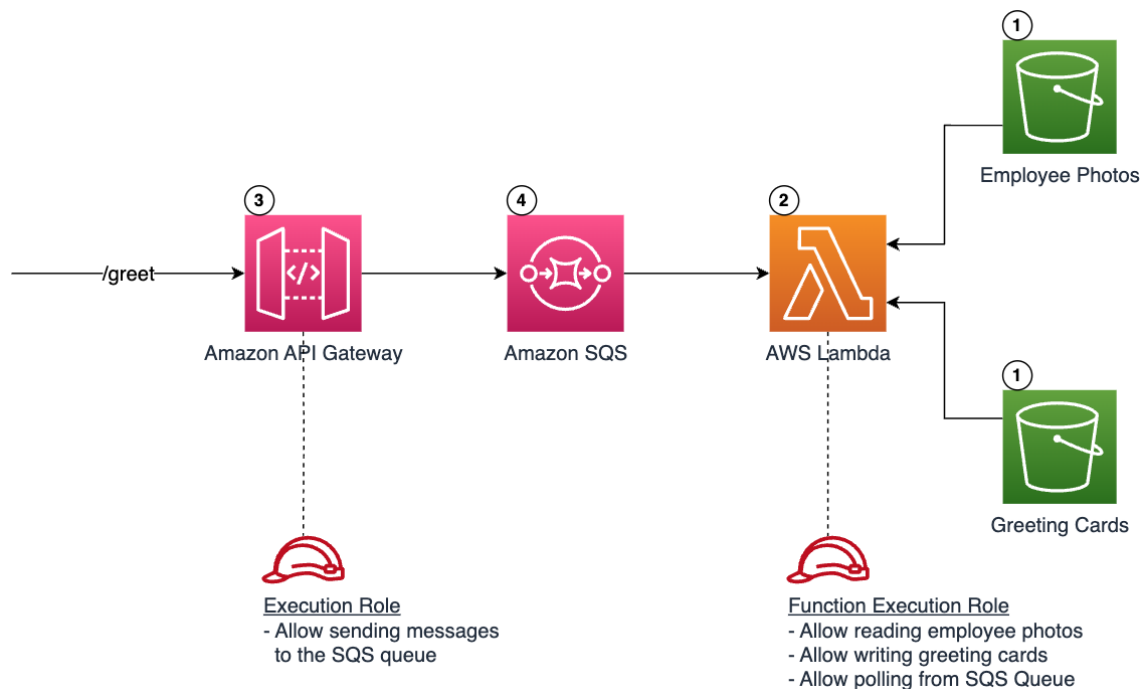 1
Employee Photos
3
4
2
/greet
Amazon API Gateway
Amazon SQS
AWS Lambda
1
Greeting Cards
Execution Role
- Allow sending messages
to the SQS queue
Function Execution Role
- Allow reading employee photos
- Allow writing greeting cards
- Allow polling from SQS Queue